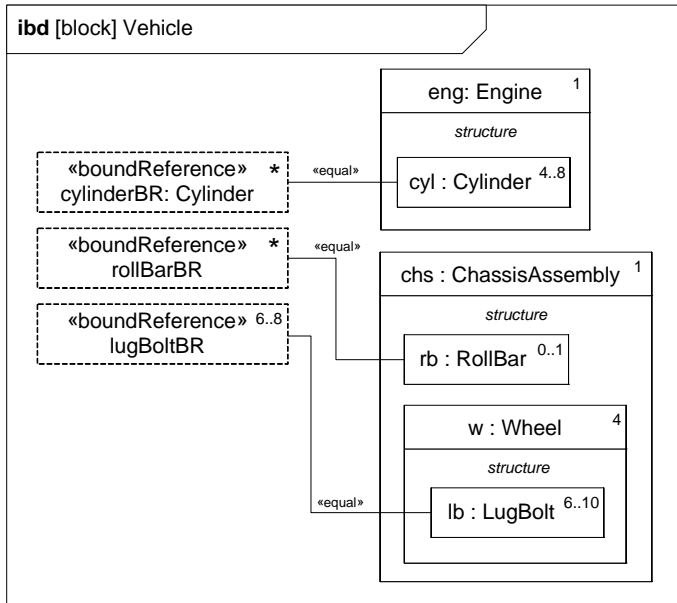 ibd [block] Vehicle
eng: Engine 1
structure
«boundReference» *
cylinderBR: Cylinder
«equal»
cyl : Cylinder 4..8
«boundReference» *
rollBarBR
«equal»
chs : ChassisAssembly 1
structure
«boundReference» 6..8
lugBoltBR
rb : RollBar 0..1
w : Wheel 4
structure
«equal»
lb : LugBolt 6..10